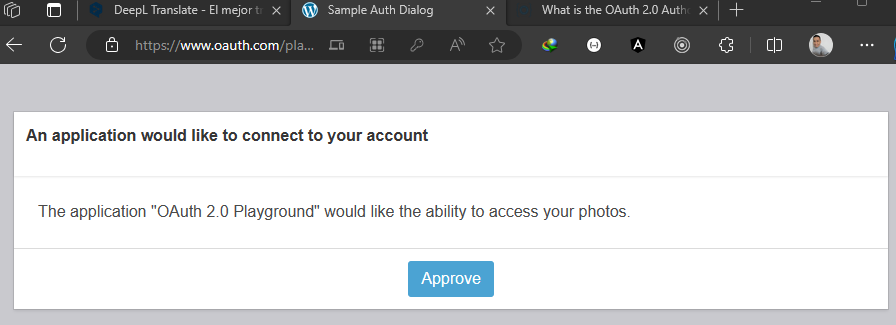 DeepL Translate - El mejor tr
Sample Auth Dialog
What is the OAuth 2.0 Autho
https://www.oauth.com/pla...
An application would like to connect to your account
The application "OAuth 2.0 Playground" would like the ability to access your photos.
Approve